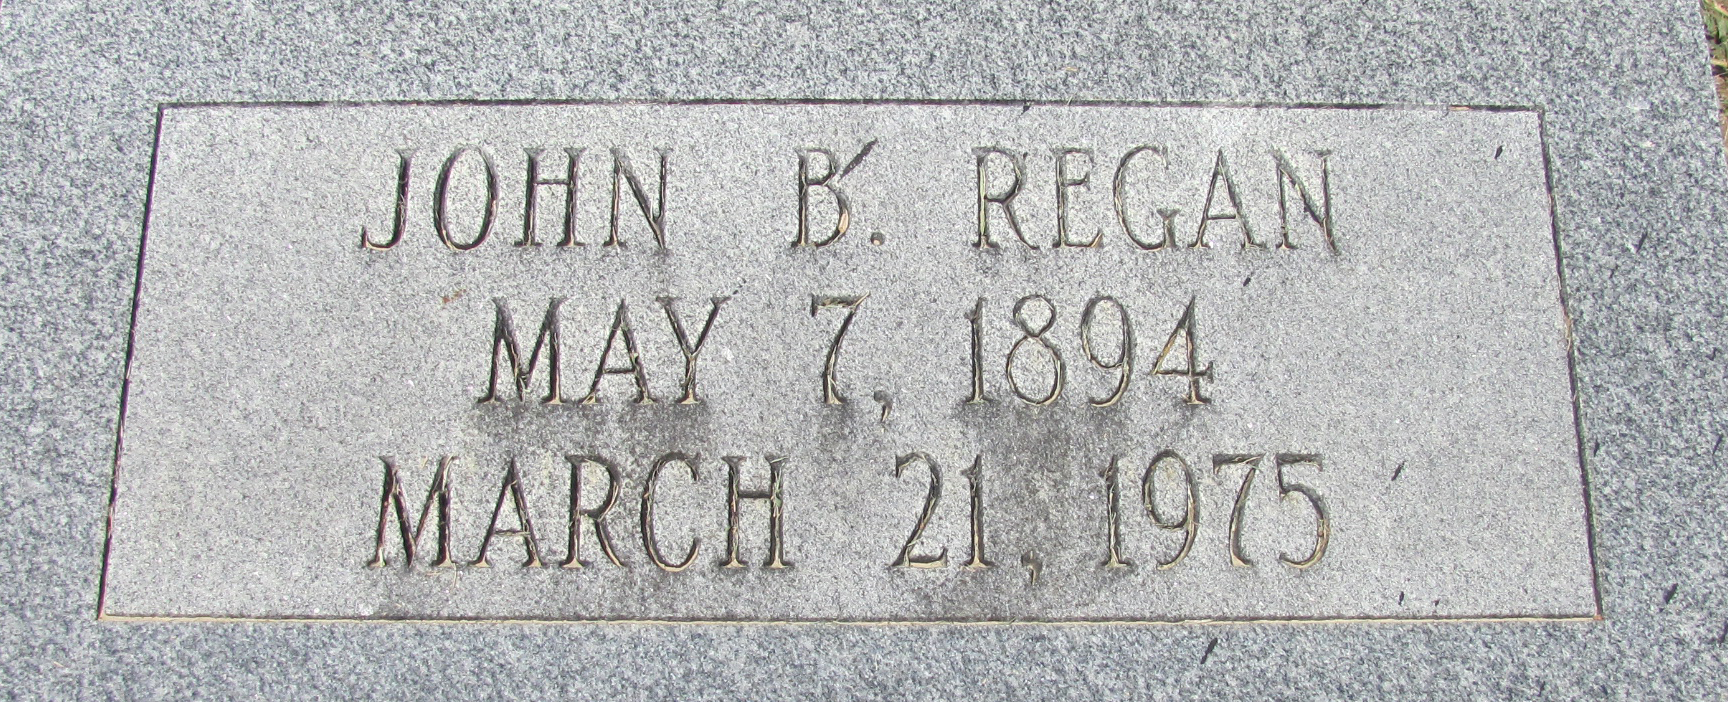 JOHN B. REGAN
MAY 7, 1894
MARCH 21, 1975